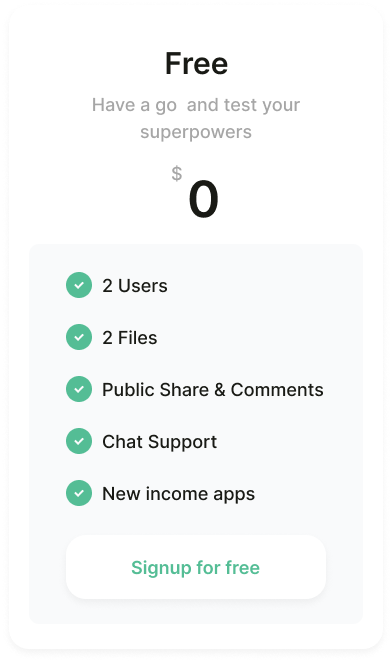 Free
Have a go  and test your
superpowers
$
0
2 Users
2 Files
Public Share & Comments
Chat Support
New income apps
Signup for free